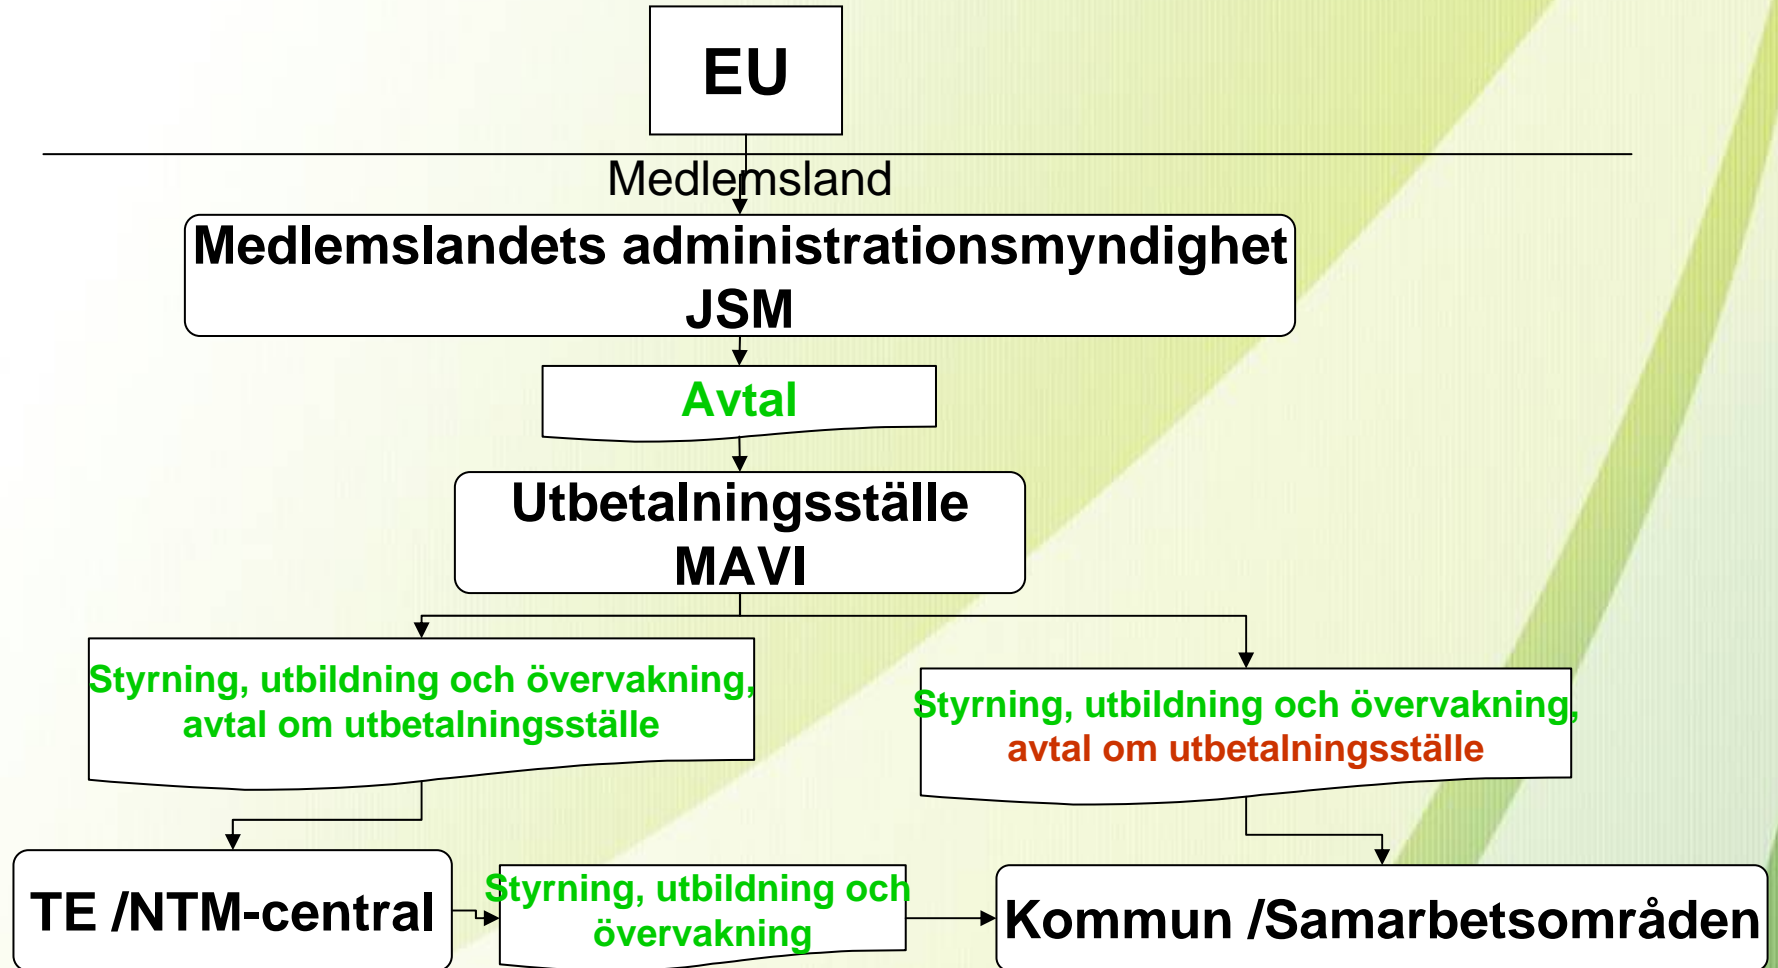 EU
Medlemsland
Medlemslandets administrationsmyndighet
JSM
Avtal
Utbetalningsställe
MAVI
Styrning, utbildning och övervakning,
avtal om utbetalningsställe
Styrning, utbildning och övervakning,
avtal om utbetalningsställe
TE /NTM-central
Styrning, utbildning och
övervakning
Kommun /Samarbetsområden